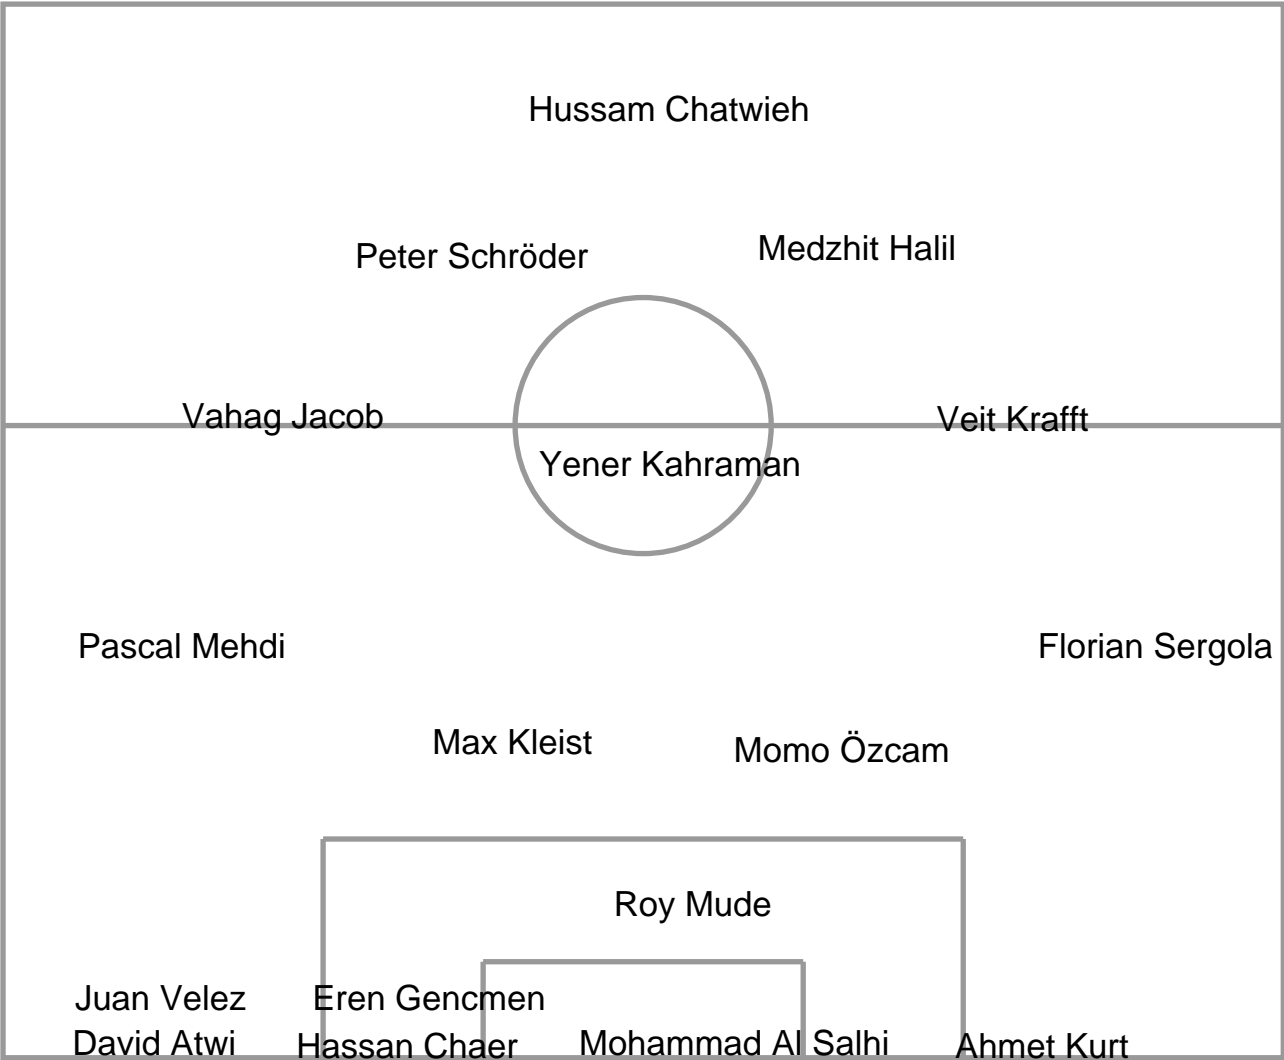 Hussam Chatwieh
Peter Schröder Medzhit Halil
Vahag Jacob Veit Krafft
Yener Kahraman
Pascal Mehdi Florian Sergola
Max Kleist Momo Özcam
Roy Mude
Juan Velez Eren Gencmen
David Atwi Hassan Chaer Mohammad Al Salhi Ahmet Kurt